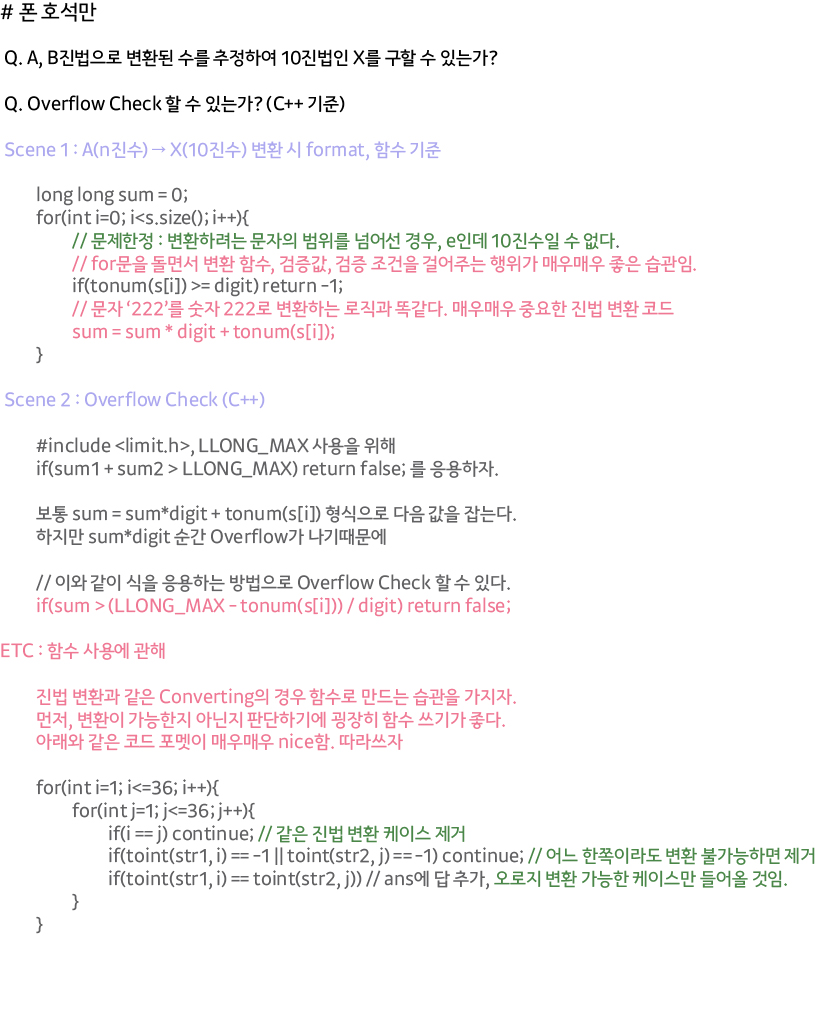 # 폰 호석만
Q. A, B진법으로 변환된 수를 추정하여 10진법인 X를 구할 수 있는가?
Q. Overflow Check 할 수 있는가? (C++ 기준)
Scene 1 : A(n진수) → X(10진수) 변환 시 format, 함수 기준
long long sum = 0;
for(int i=0; i<s.size(); i++){
// 문제한정 : 변환하려는 문자의 범위를 넘어선 경우, e인데 10진수일 수 없다.
// for문을 돌면서 변환 함수, 검증값, 검증 조건을 걸어주는 행위가 매우매우 좋은 습관임.
if(tonum(s[i]) >= digit) return -1;
// 문자 ‘222’를 숫자 222로 변환하는 로직과 똑같다. 매우매우 중요한 진법 변환 코드
sum = sum * digit + tonum(s[i]);
}
Scene 2 : Overflow Check (C++)
#include <limit.h>, LLONG_MAX 사용을 위해
if(sum1 + sum2 > LLONG_MAX) return false; 를 응용하자.
보통 sum = sum*digit + tonum(s[i]) 형식으로 다음 값을 잡는다.
하지만 sum*digit 순간 Overflow가 나기때문에
// 이와 같이 식을 응용하는 방법으로 Overflow Check 할 수 있다.
if(sum > (LLONG_MAX - tonum(s[i])) / digit) return false;
ETC : 함수 사용에 관해
진법 변환과 같은 Converting의 경우 함수로 만드는 습관을 가지자.
먼저, 변환이 가능한지 아닌지 판단하기에 굉장히 함수 쓰기가 좋다.
아래와 같은 코드 포멧이 매우매우 nice함. 따라쓰자
for(int i=1; i<=36; i++){
for(int j=1; j<=36; j++){
if(i == j) continue; // 같은 진법 변환 케이스 제거
if(toint(str1, i) == -1 || toint(str2, j) == -1) continue; // 어느 한쪽이라도 변환 불가능하면 제거
if(toint(str1, i) == toint(str2, j)) // ans에 답 추가, 오로지 변환 가능한 케이스만 들어올 것임.
}
}